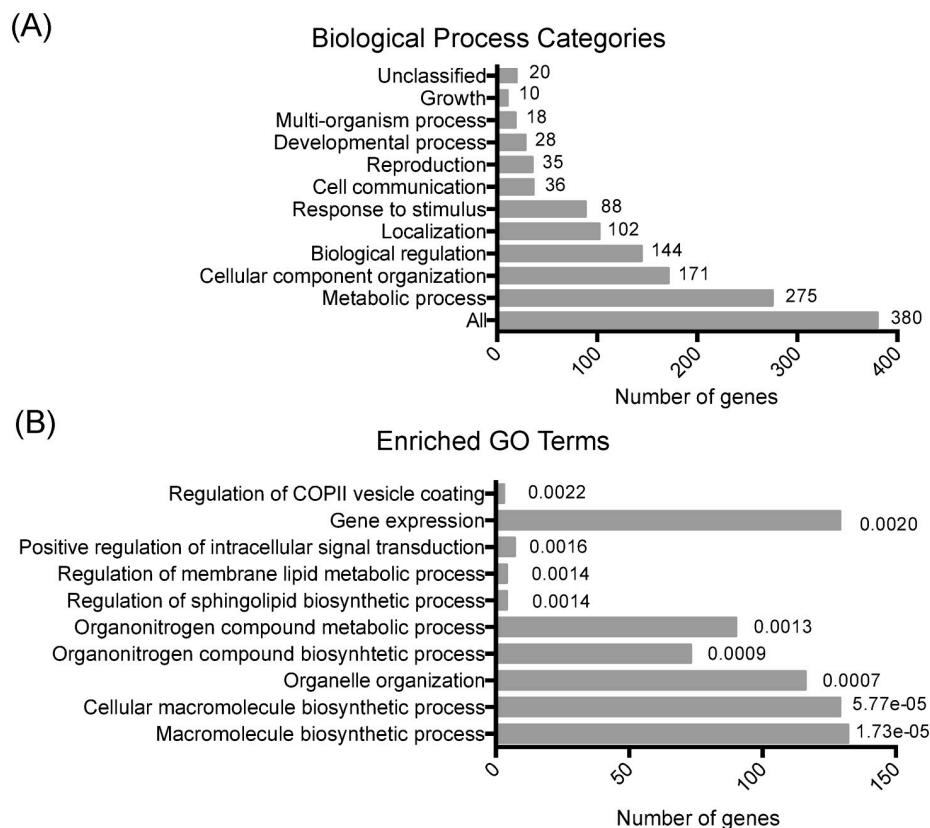 (A)
Biological Process Categories
Unclassified 20
Growth 10
Multi-organism process 18
Developmental process 28
Reproduction 35
Cell communication 36
Response to stimulus 88
Localization 102
Biological regulation 144
Cellular component organization 171
Metabolic process 275
All 380
0 100 200 300 400
Number of genes
(B)
Enriched GO Terms
Regulation of COPII vesicle coating 0.0022
Gene expression 0.0020
Positive regulation of intracellular signal transduction 0.0016
Regulation of membrane lipid metabolic process 0.0014
Regulation of sphingolipid biosynthetic process 0.0014
Organonitrogen compound metabolic process 0.0013
Organonitrogen compound biosynhtetic process 0.0009
Organelle organization 0.0007
Cellular macromolecule biosynthetic process 5.77e-05
Macromolecule biosynthetic process 1.73e-05
0 50 100 150
Number of genes